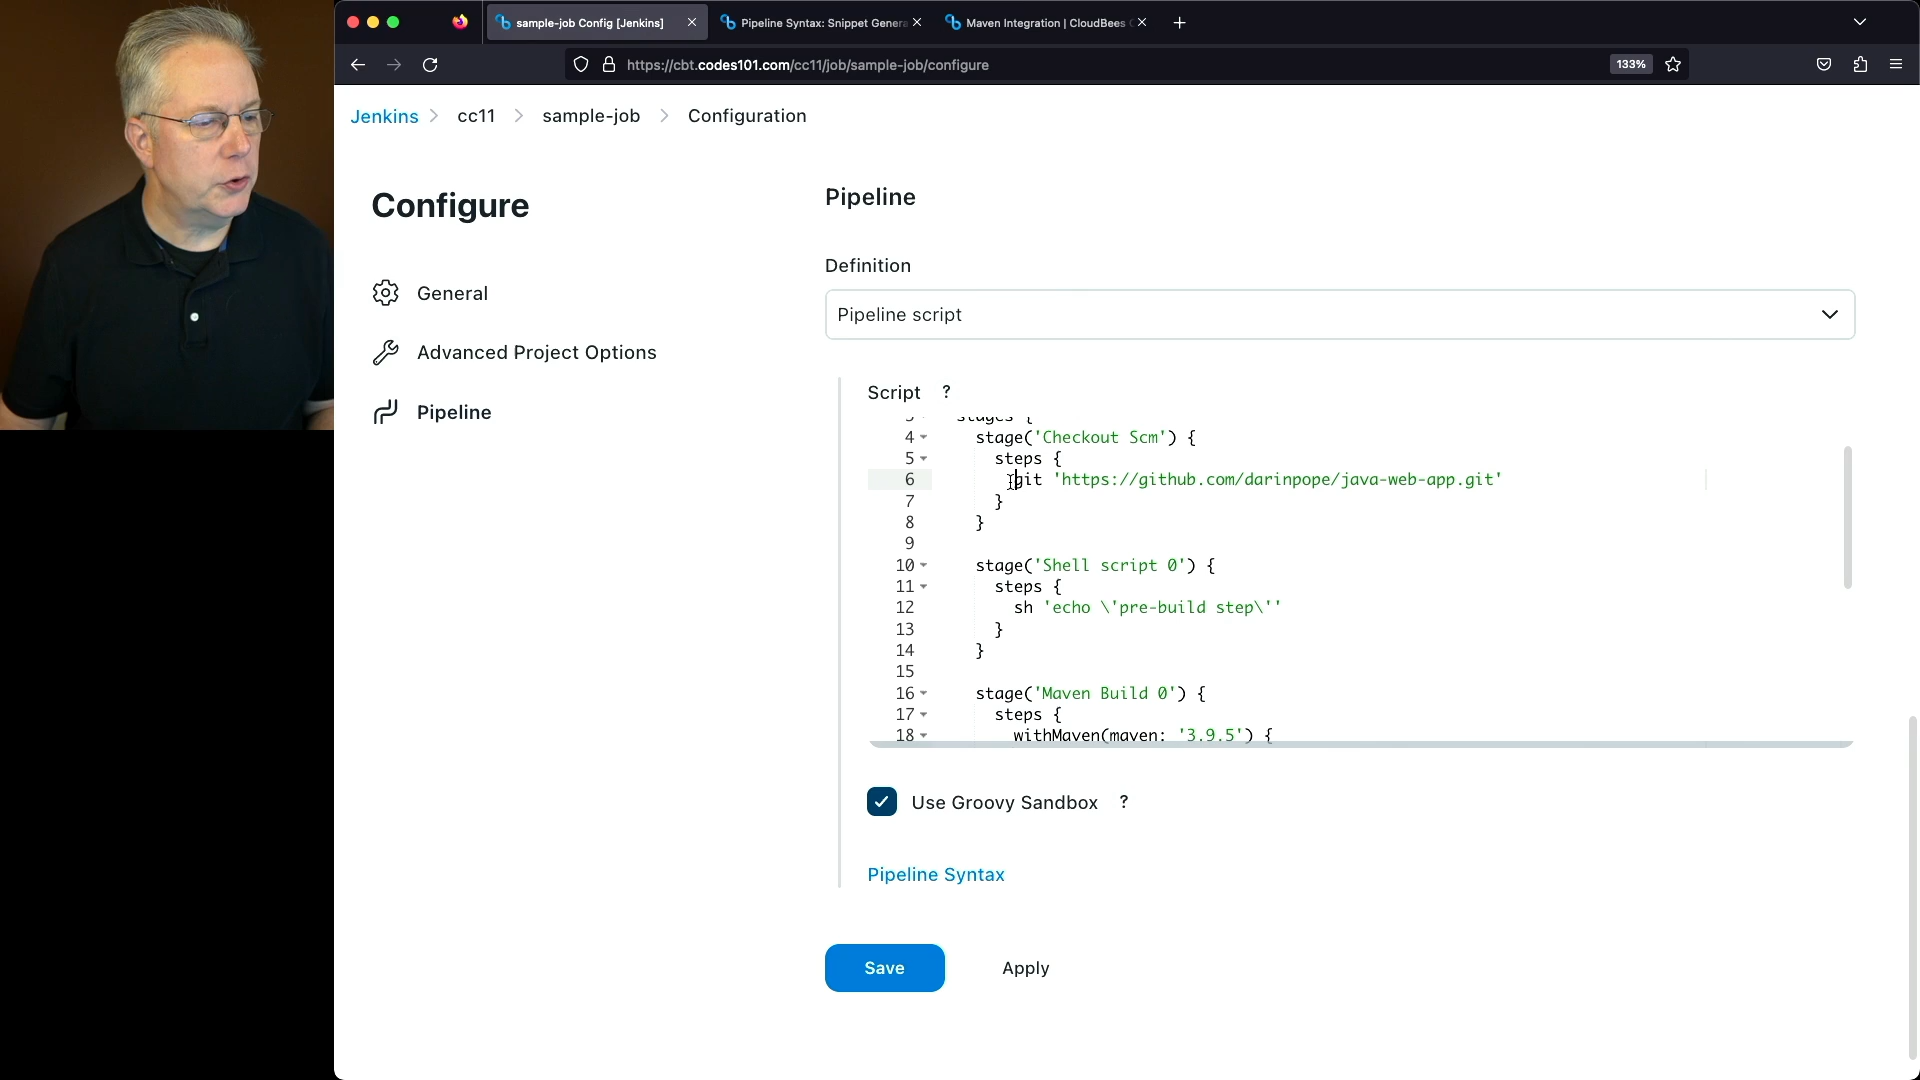 sample-job Config [Jenkins]
Pipeline Syntax: Snippet Genera
Maven Integration | CloudBees
https://cbt.codes101.com/cc11/job/sample-job/configure
133%
Jenkins > cc11 > sample-job > Configuration
Configure
General
Advanced Project Options
Pipeline
Pipeline
Definition
Pipeline script
Script ?
3 stages {
4 stage('Checkout Scm') {
5 steps {
6 git 'https://github.com/darinpope/java-web-app.git'
7 }
8 }
9
10 stage('Shell script 0') {
11 steps {
12 sh 'echo \'pre-build step\''
13 }
14 }
15
16 stage('Maven Build 0') {
17 steps {
18 withMaven(maven: '3.9.5') {
Use Groovy Sandbox ?
Pipeline Syntax
Save
Apply